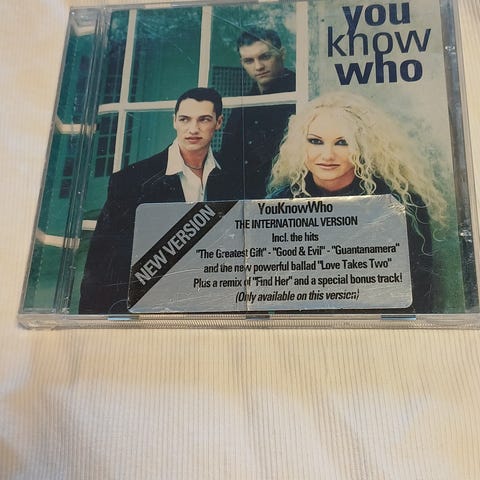 you
know
who
NEW VERSION
YouKnowWho
THE INTERNATIONAL VERSION
Incl. the hits
"The Greatest Gift" - "Good & Evil" - "Guantanamera"
and the new powerful ballad "Love Takes Two"
Plus a remix of "Find Her" and a special bonus track!
(Only available on this version)